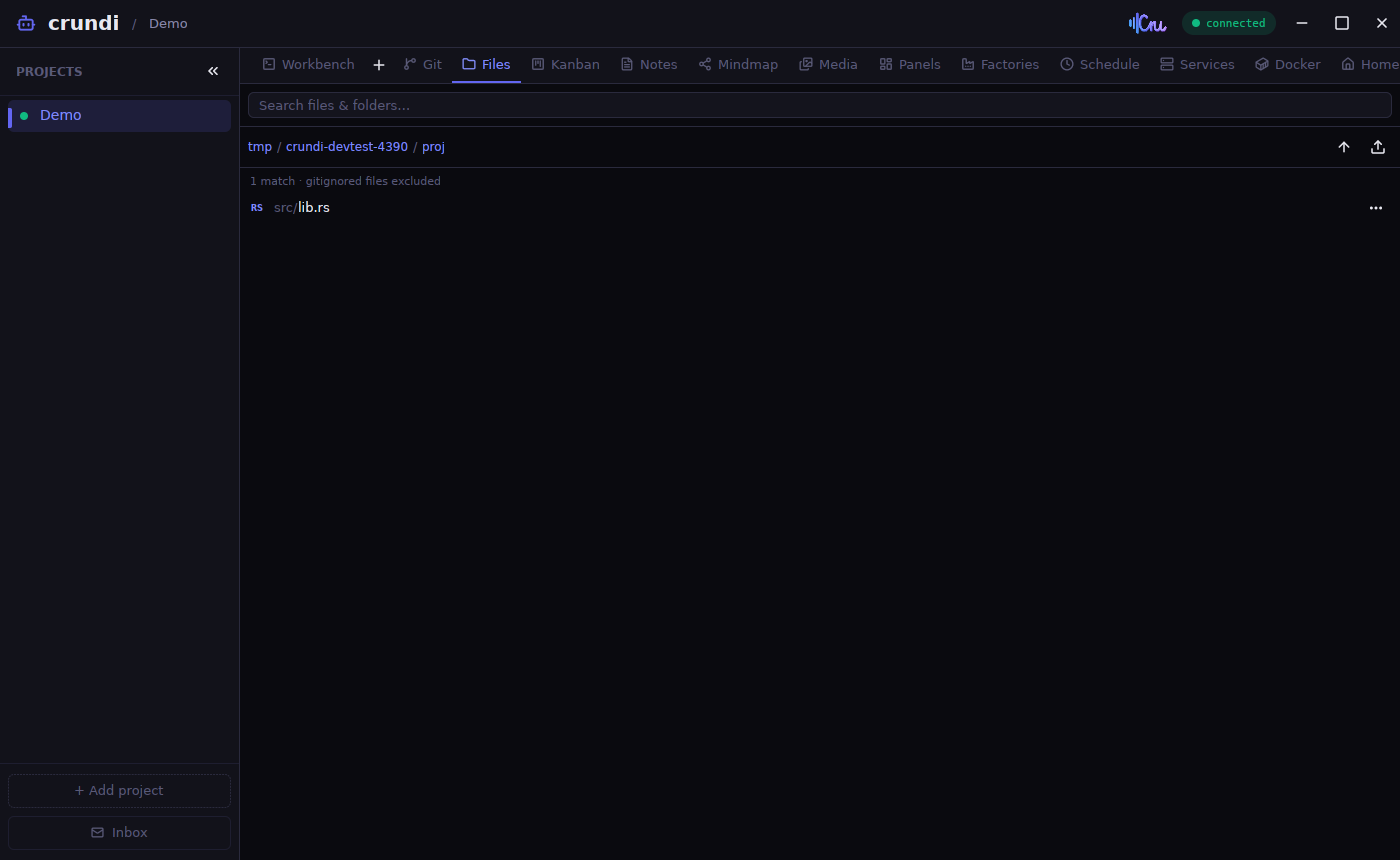 crundi / Demo
Cru
connected
PROJECTS
Workbench
Git
Files
Kanban
Notes
Mindmap
Media
Panels
Factories
Schedule
Services
Docker
Home
Demo
Search files & folders...
tmp / crundi-devtest-4390 / proj
1 match · gitignored files excluded
RS src/lib.rs
+ Add project
Inbox